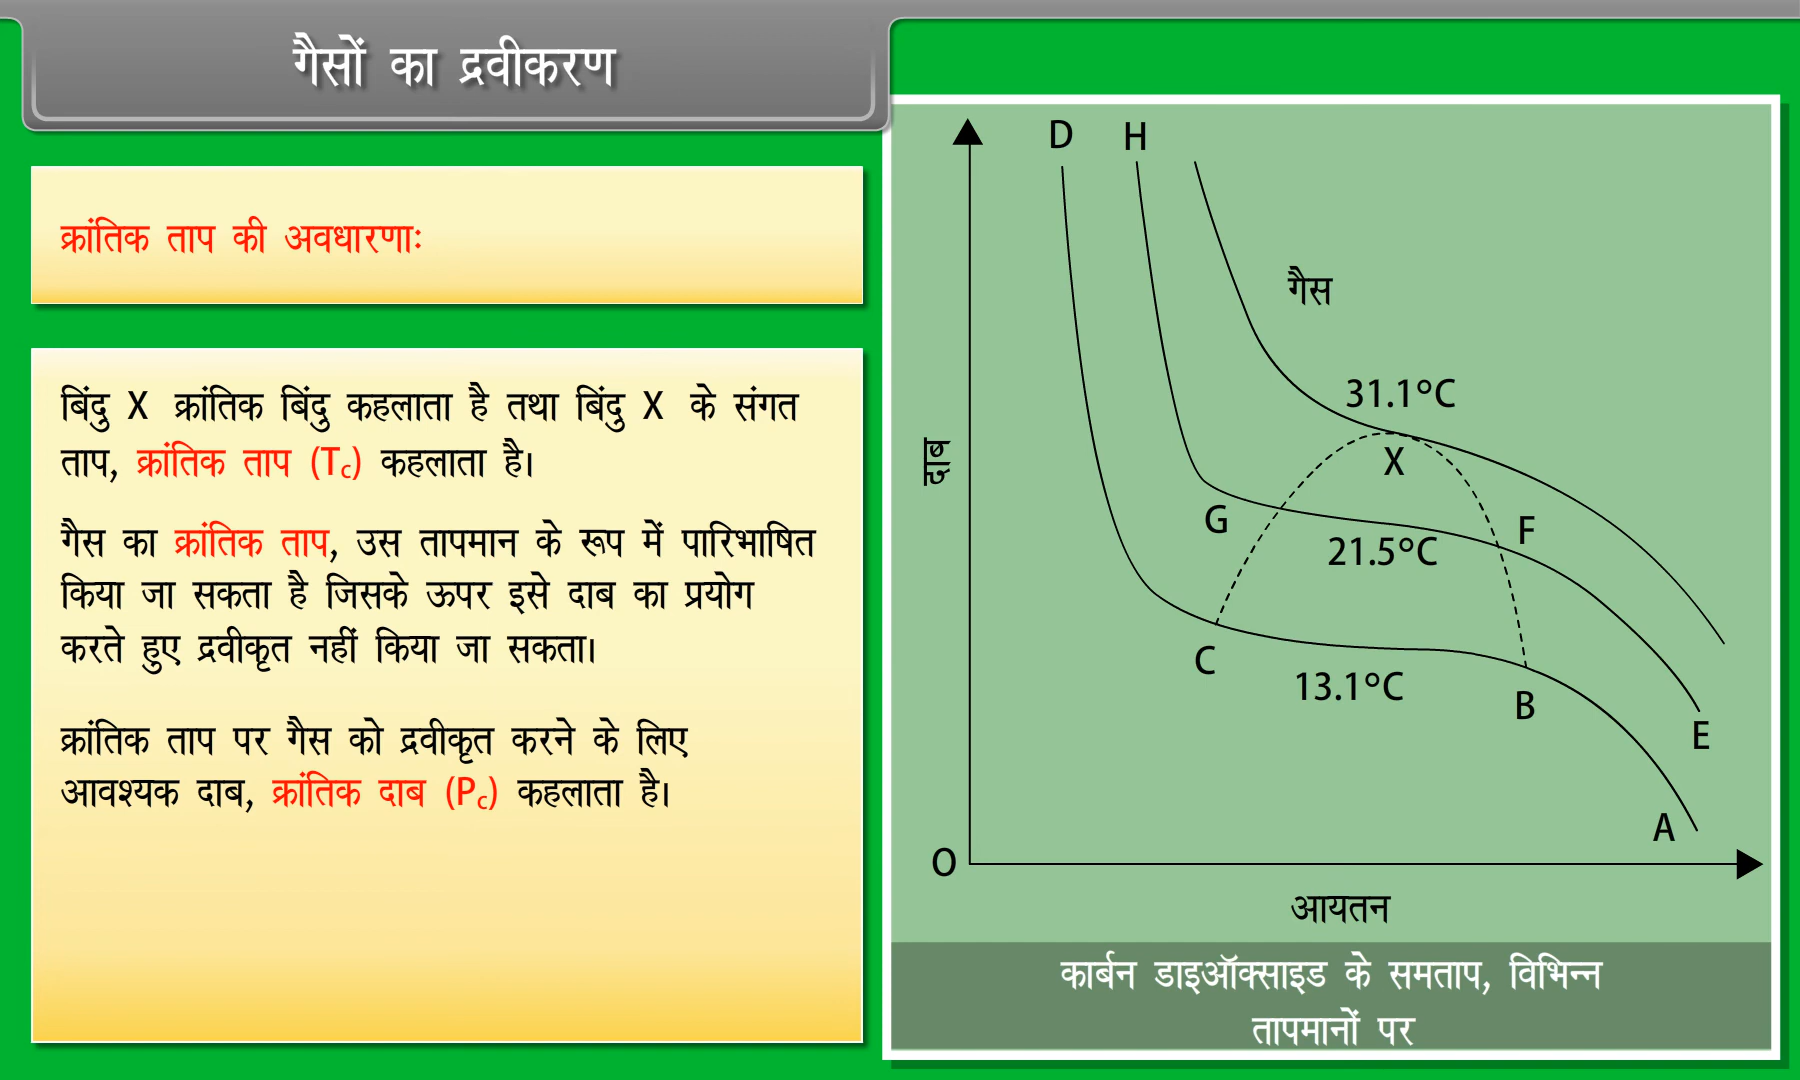 गैसों का द्रवीकरण
क्रांतिक ताप की अवधारणाः
बिंदु X क्रांतिक बिंदु कहलाता है तथा बिंदु X के संगत
ताप, क्रांतिक ताप (Tc) कहलाता है।
गैस का क्रांतिक ताप, उस तापमान के रूप में पारिभाषित
किया जा सकता है जिसके ऊपर इसे दाब का प्रयोग
करते हुए द्रवीकृत नहीं किया जा सकता।
क्रांतिक ताप पर गैस को द्रवीकृत करने के लिए
आवश्यक दाब, क्रांतिक दाब (Pc) कहलाता है।
D H
गैस
31.1°C
X
दाब
G
F
21.5°C
C
13.1°C
B
E
A
O
आयतन
कार्बन डाइऑक्साइड के समताप, विभिन्न
तापमानों पर